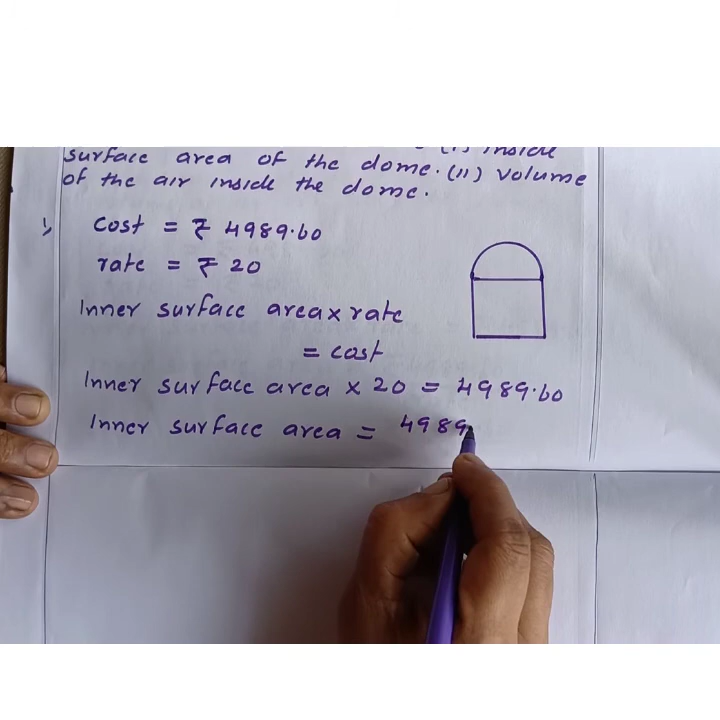 (i) inside
surface area of the dome. (ii) volume
of the air inside the dome.
cost = ₹ 4989.60
rate = ₹ 20
Inner surface area × rate
= cost
Inner surface area × 20 = 4989.60
Inner surface area = 4989